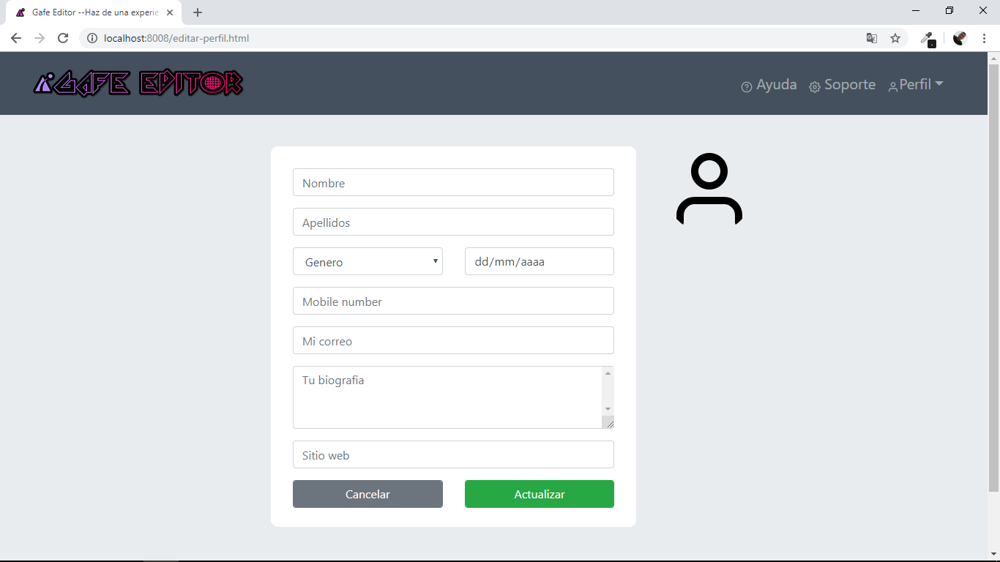 Gafe Editor --Haz de una experie
localhost:8008/editar-perfil.html
GAFE EDITOR
Ayuda
Soporte
Perfil
Nombre
Apellidos
Genero
dd/mm/aaaa
Mobile number
Mi correo
Tu biografia
Sitio web
Cancelar
Actualizar